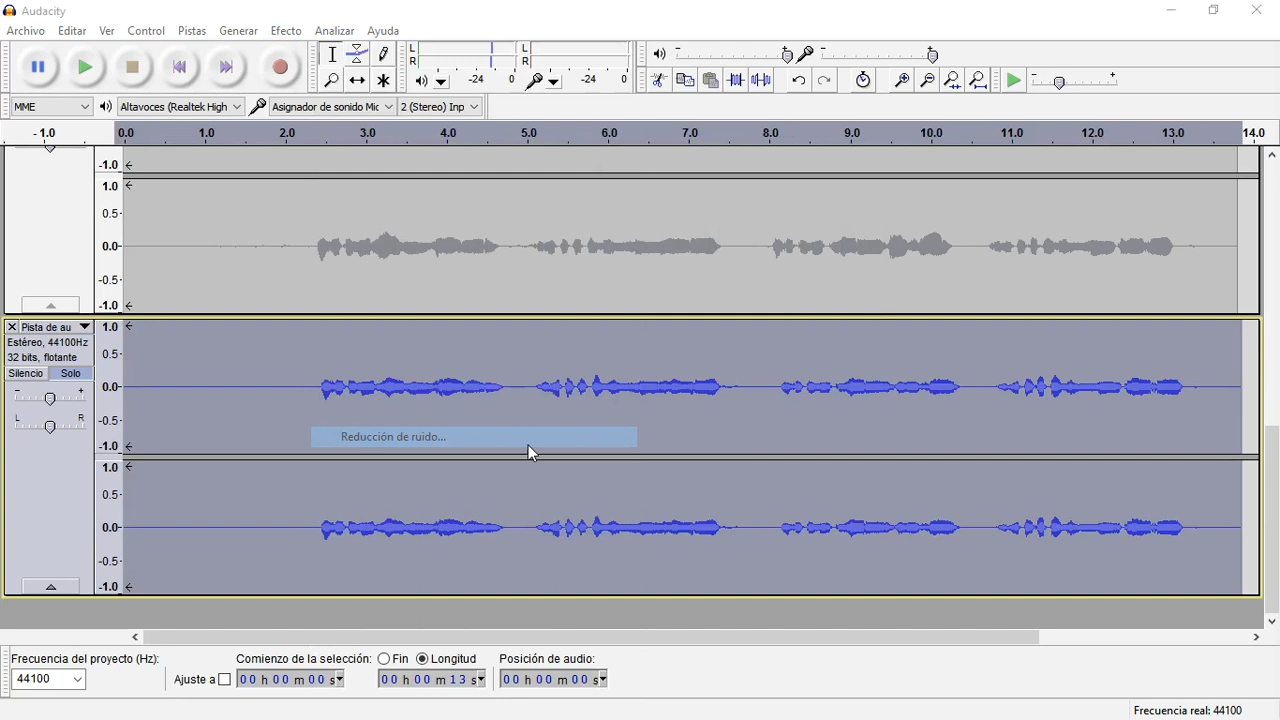 Audacity
Archivo Editar Ver Control Pistas Generar Efecto Analizar Ayuda
L
R
-24 0
L
R
-24 0
MME Altavoces (Realtek High Asignador de sonido Mic 2 (Stereo) Inp
-1.0 0.0 1.0 2.0 3.0 4.0 5.0 6.0 7.0 8.0 9.0 10.0 11.0 12.0 13.0 14.0
-1.0
1.0
0.5
0.0
-0.5
-1.0
Pista de au
Estéreo, 44100Hz
32 bits, flotante
Silencio Solo
- +
L R
1.0
0.5
0.0
-0.5
-1.0
Reducción de ruido...
1.0
0.5
0.0
-0.5
-1.0
Frecuencia del proyecto (Hz):
44100
Ajuste a
Comienzo de la selección: Fin Longitud
00 h 00 m 00 s 00 h 00 m 13 s
Posición de audio:
00 h 00 m 00 s
Frecuencia real: 44100